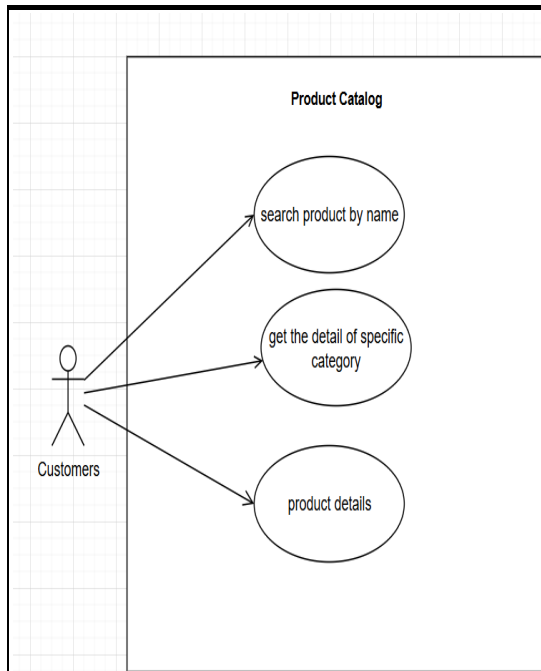 Product Catalog
search product by name
get the detail of specific
category
Customers
product details